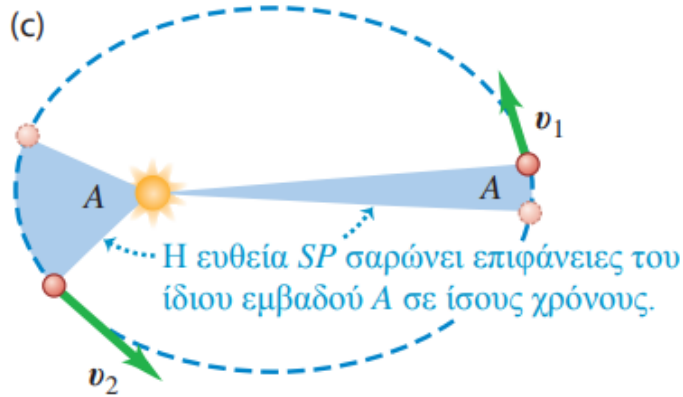 (c)
v1
A
A
Η ευθεία SP σαρώνει επιφάνειες του
ίδιου εμβαδού A σε ίσους χρόνους.
v2